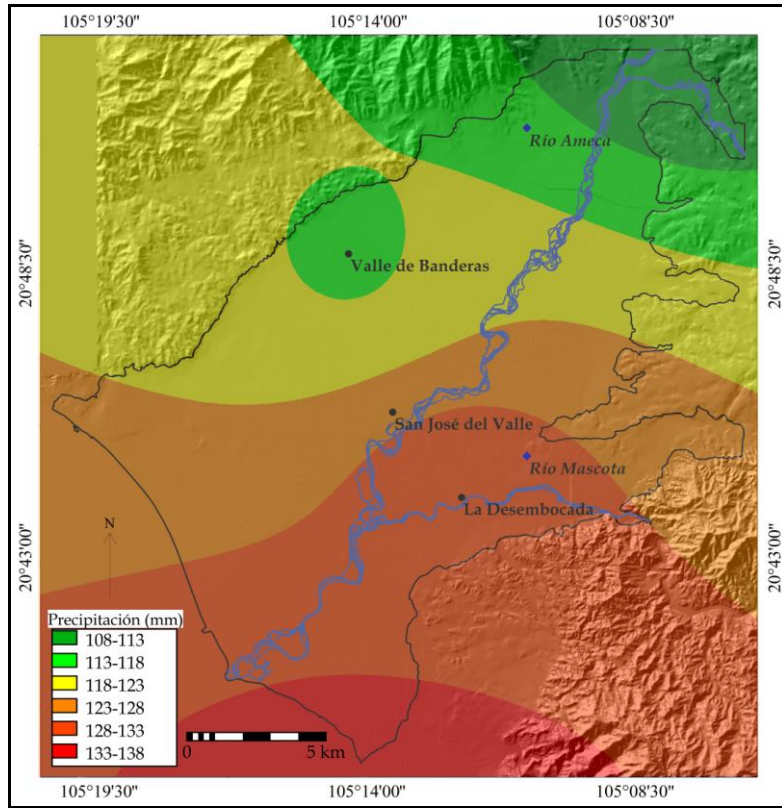 105°19'30" 105°14'00" 105°08'30"
Río Ameca
20°48'30" 20°48'30"
Valle de Banderas
San José del Valle
Río Mascota
La Desembocada
N
20°43'00" 20°43'00"
Precipitación (mm)
108-113
113-118
118-123
123-128
128-133
133-138
0 5 km
105°19'30" 105°14'00" 105°08'30"